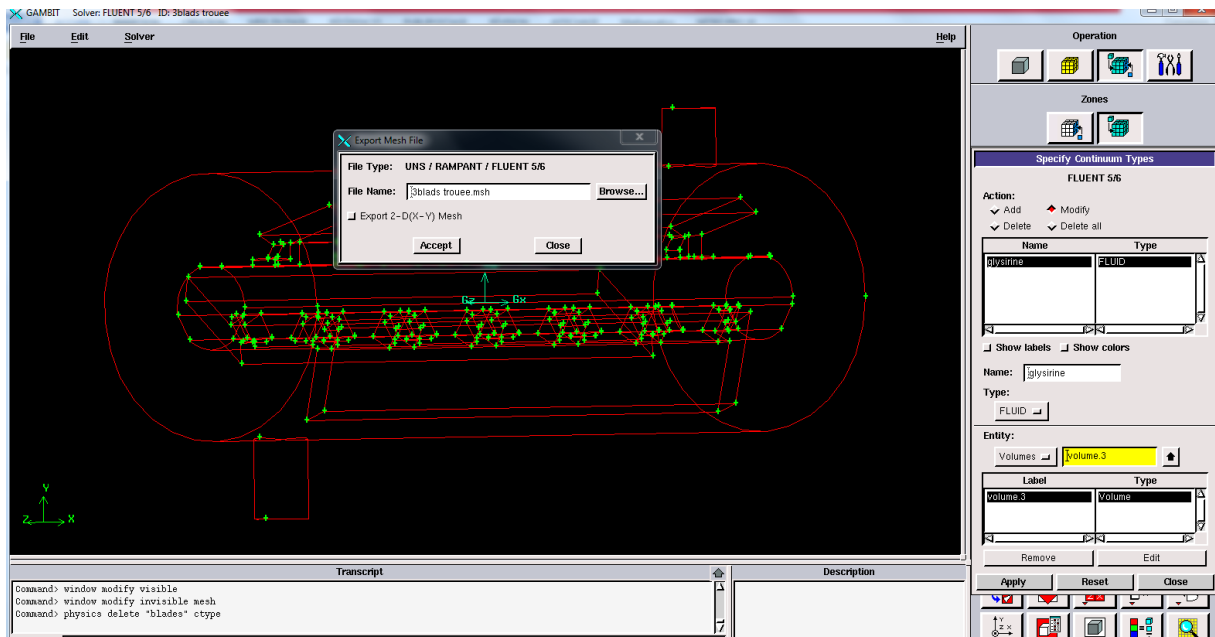 GAMBIT Solver: FLUENT 5/6 ID: 3blads trouee
File Edit Solver Help
Operation
Zones
Specify Continuum Types
FLUENT 5/6
Action:
Add Modify
Delete Delete all
Name Type
glysirine FLUID
Show labels Show colors
Name: glysirine
Type:
FLUID
Entity:
Volumes volume.3
Label Type
volume.3 Volume
Remove Edit
Apply Reset Close
Export Mesh File
File Type: UNS / RAMPANT / FLUENT 5/6
File Name: 3blads trouee.msh Browse...
Export 2-D(X-Y) Mesh
Accept Close
Gz Gx
Y
Z X
Transcript
Command> window modify visible
Command> window modify invisible mesh
Command> physics delete "blades" ctype
Description